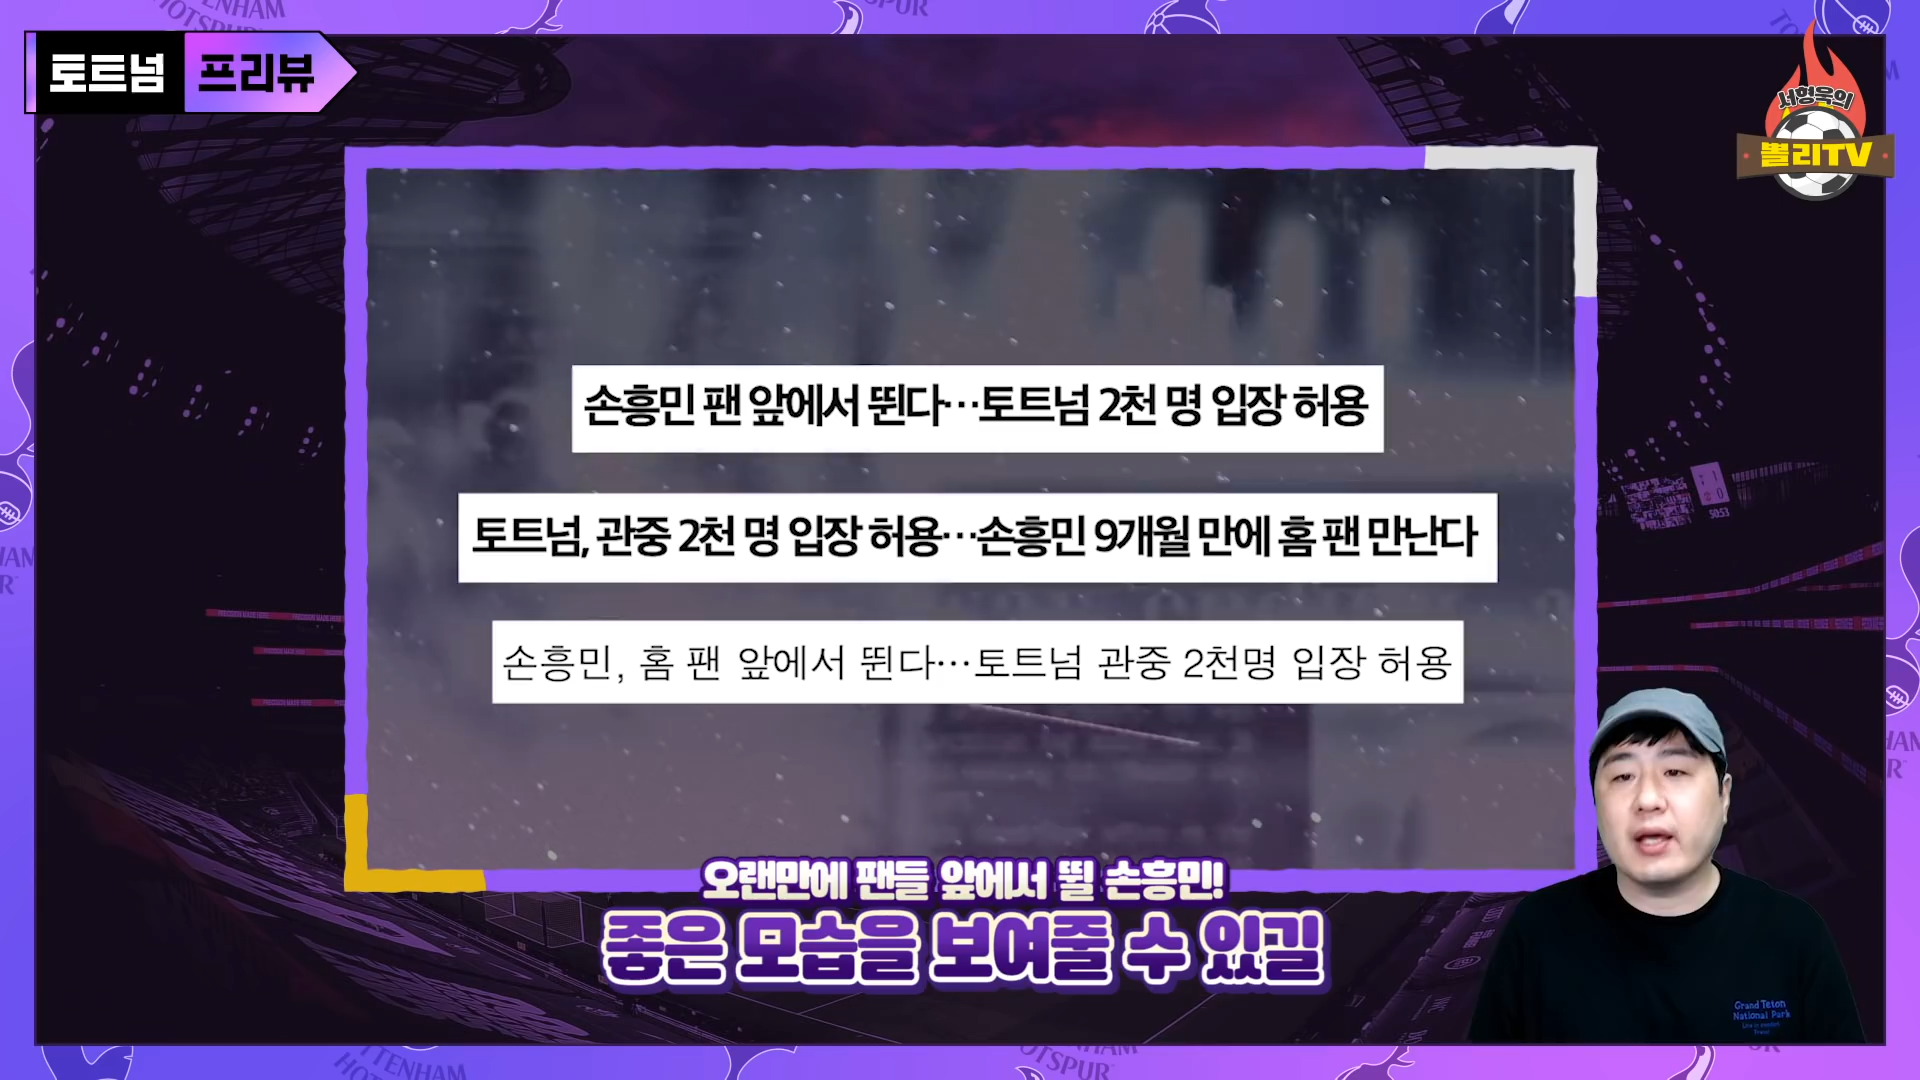 토트넘 프리뷰
서형욱의
뽈리TV
손흥민 팬 앞에서 뛴다…토트넘 2천 명 입장 허용
토트넘, 관중 2천 명 입장 허용…손흥민 9개월 만에 홈 팬 만난다
손흥민, 홈 팬 앞에서 뛴다…토트넘 관중 2천명 입장 허용
오랜만에 팬들 앞에서 뛸 손흥민!
좋은 모습을 보여줄 수 있길
Grand Teton
National Park